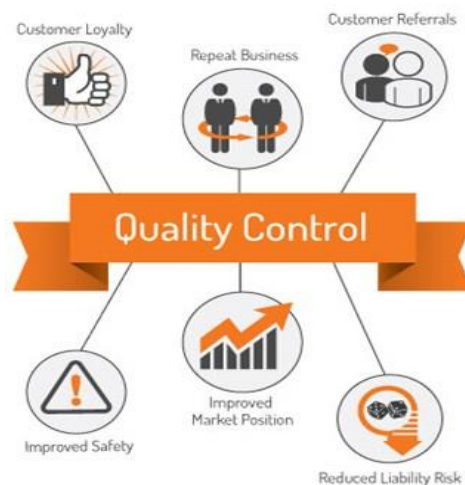 Customer Loyalty
Repeat Business
Customer Referrals
Quality Control
Improved Safety
Improved
Market Position
Reduced Liability Risk